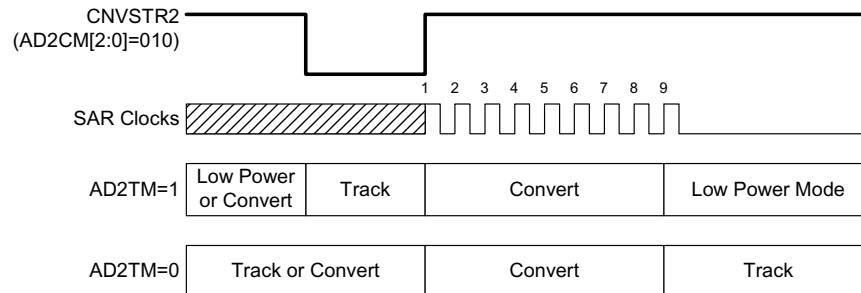 CNVSTR2
(AD2CM[2:0]=010)
1 2 3 4 5 6 7 8 9
SAR Clocks
AD2TM=1
Low Power
or Convert
Track
Convert
Low Power Mode
AD2TM=0
Track or Convert
Convert
Track